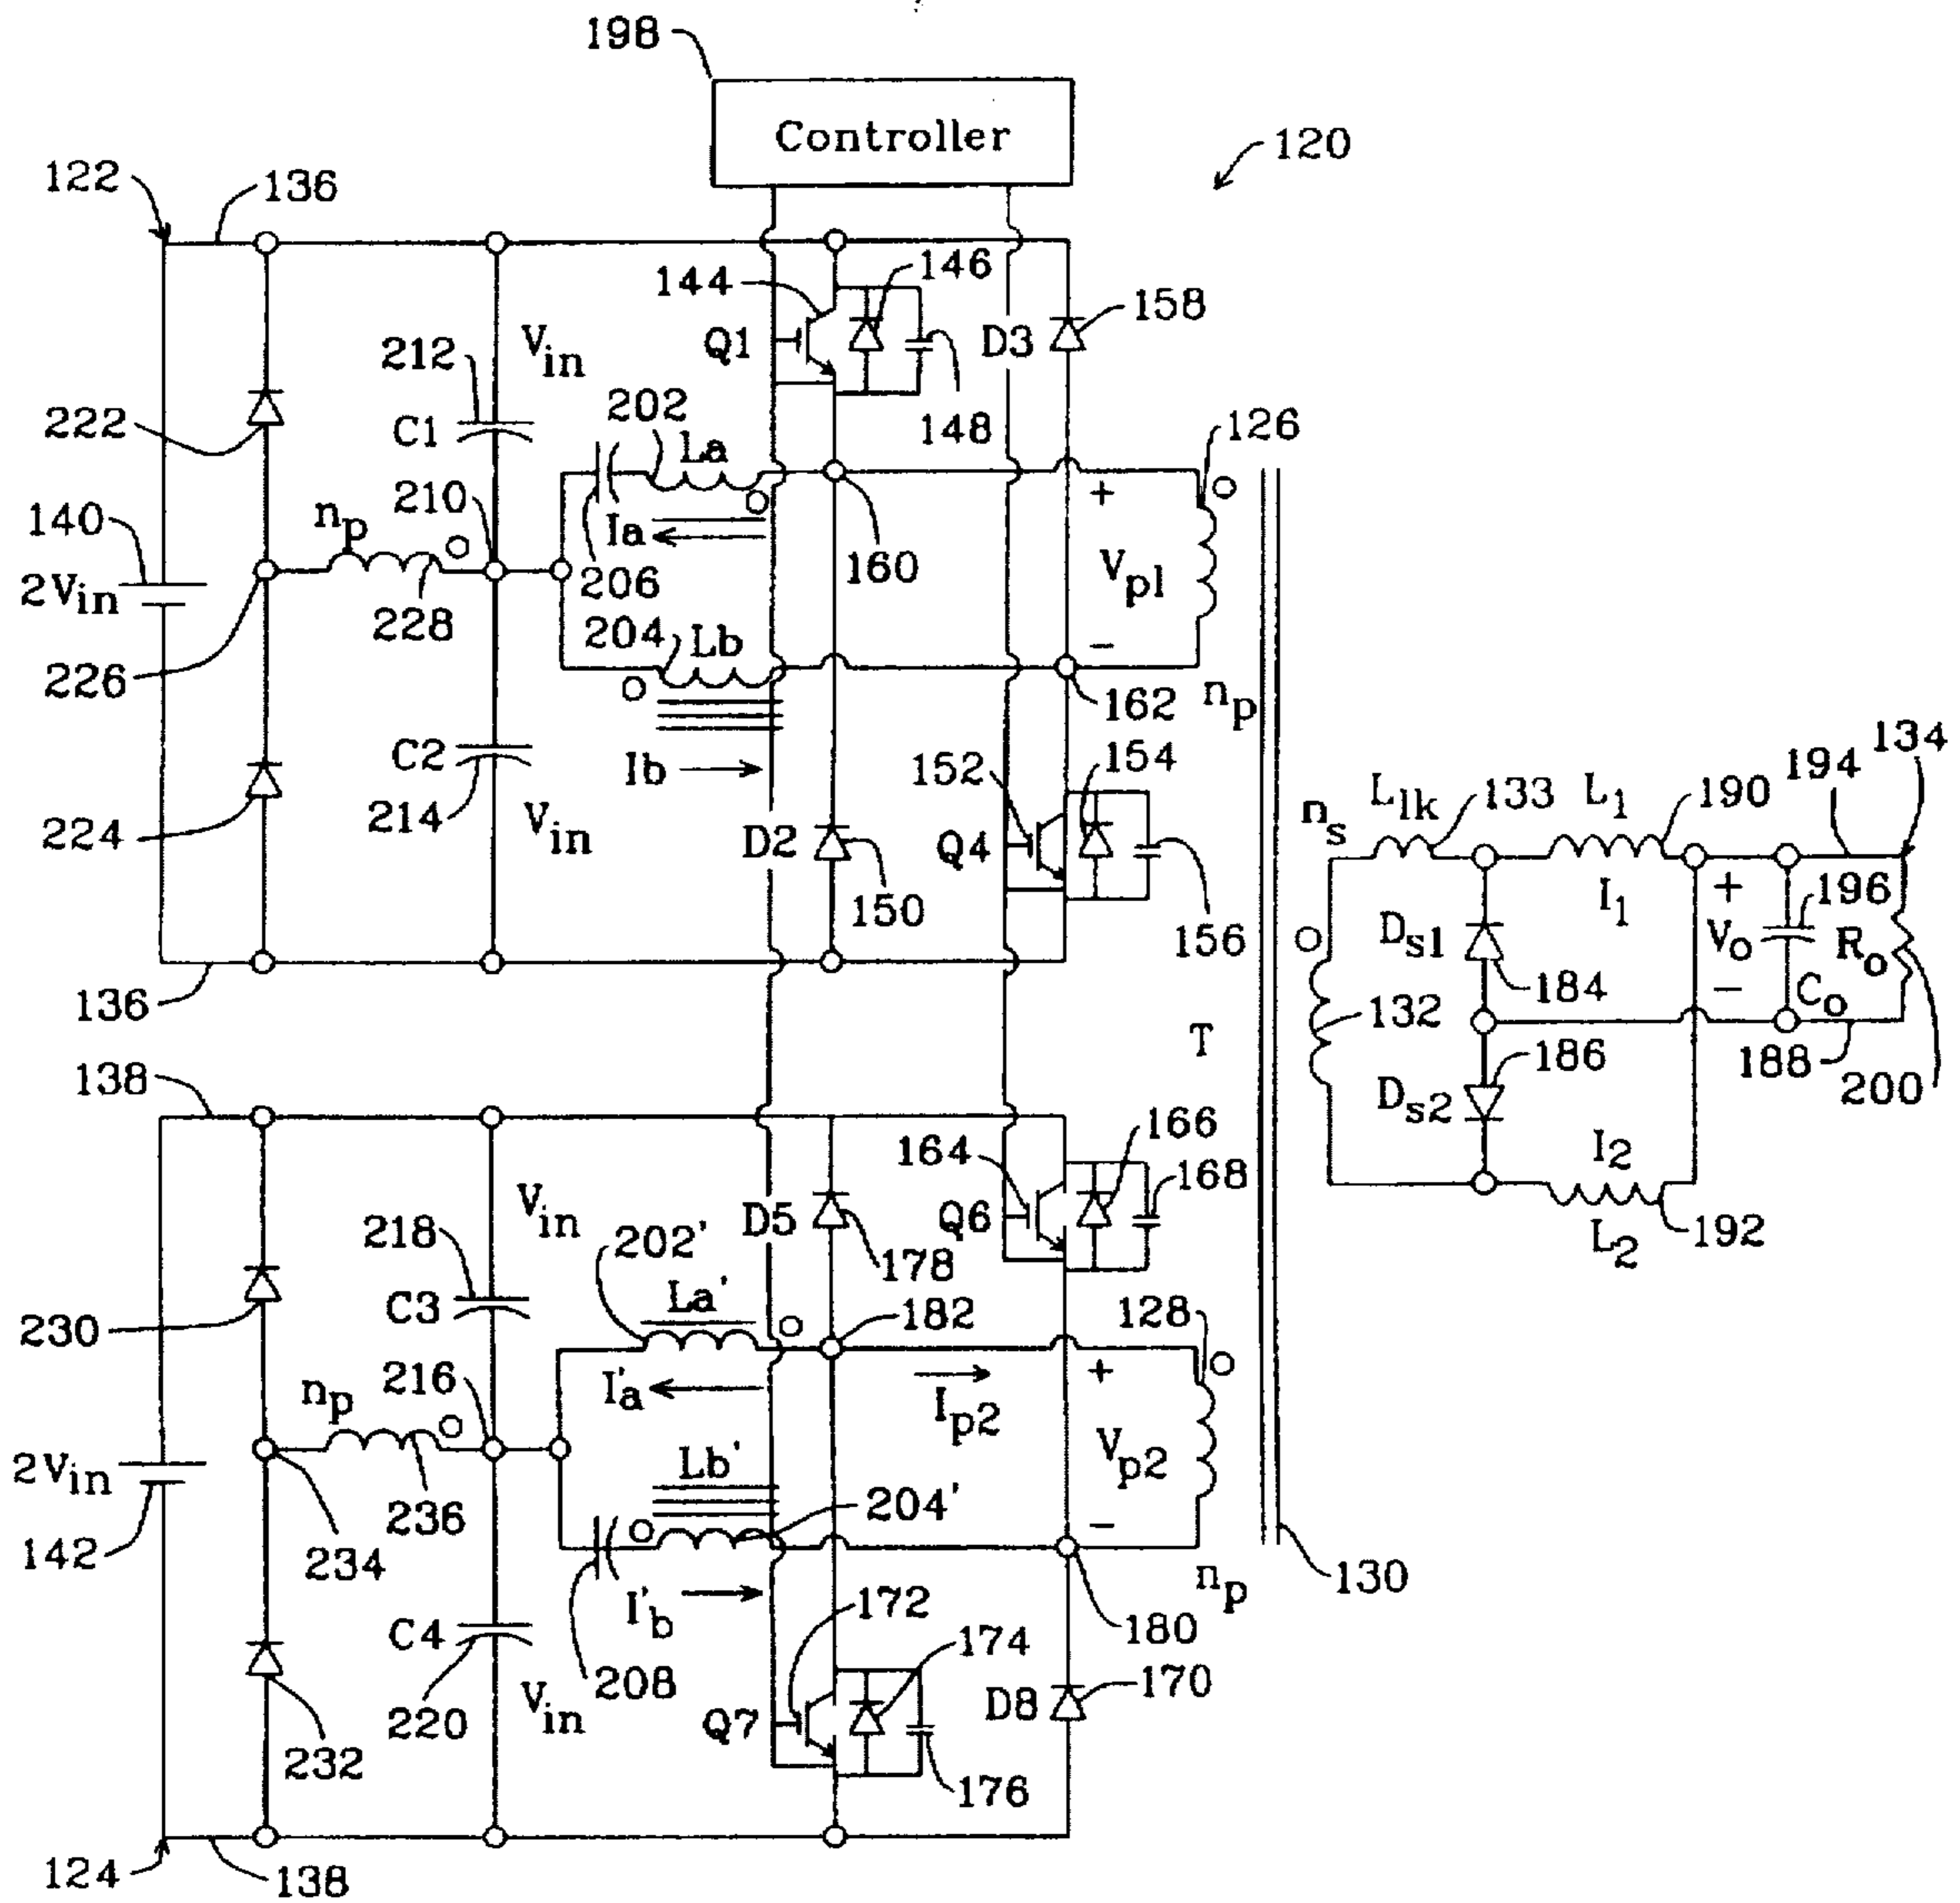 198
Controller
120
122
136
144
146
158
Q1
D3
212
Vin
C1
202
La
148
126
222
210
140
np
Ia
+
2Vin
228
206
160
Vp1
204
Lb
−
226
162
np
C2
Ib
152
154
194
134
214
Vin
Llk
133
L1
190
ns
224
D2
Q4
150
I1
+
196
Ds1
Vo
Ro
156
−
Co
184
136
132
T
186
188
200
138
Ds2
164
166
I2
168
Vin
D5
Q6
218
202'
192
178
L2
La'
C3
230
182
128
216
+
np
I'a
Ip2
Lb'
Vp2
2Vin
204'
236
−
142
234
np
130
I'b
172
C4
180
174
208
170
220
Vin
Q7
D8
232
176
124
138